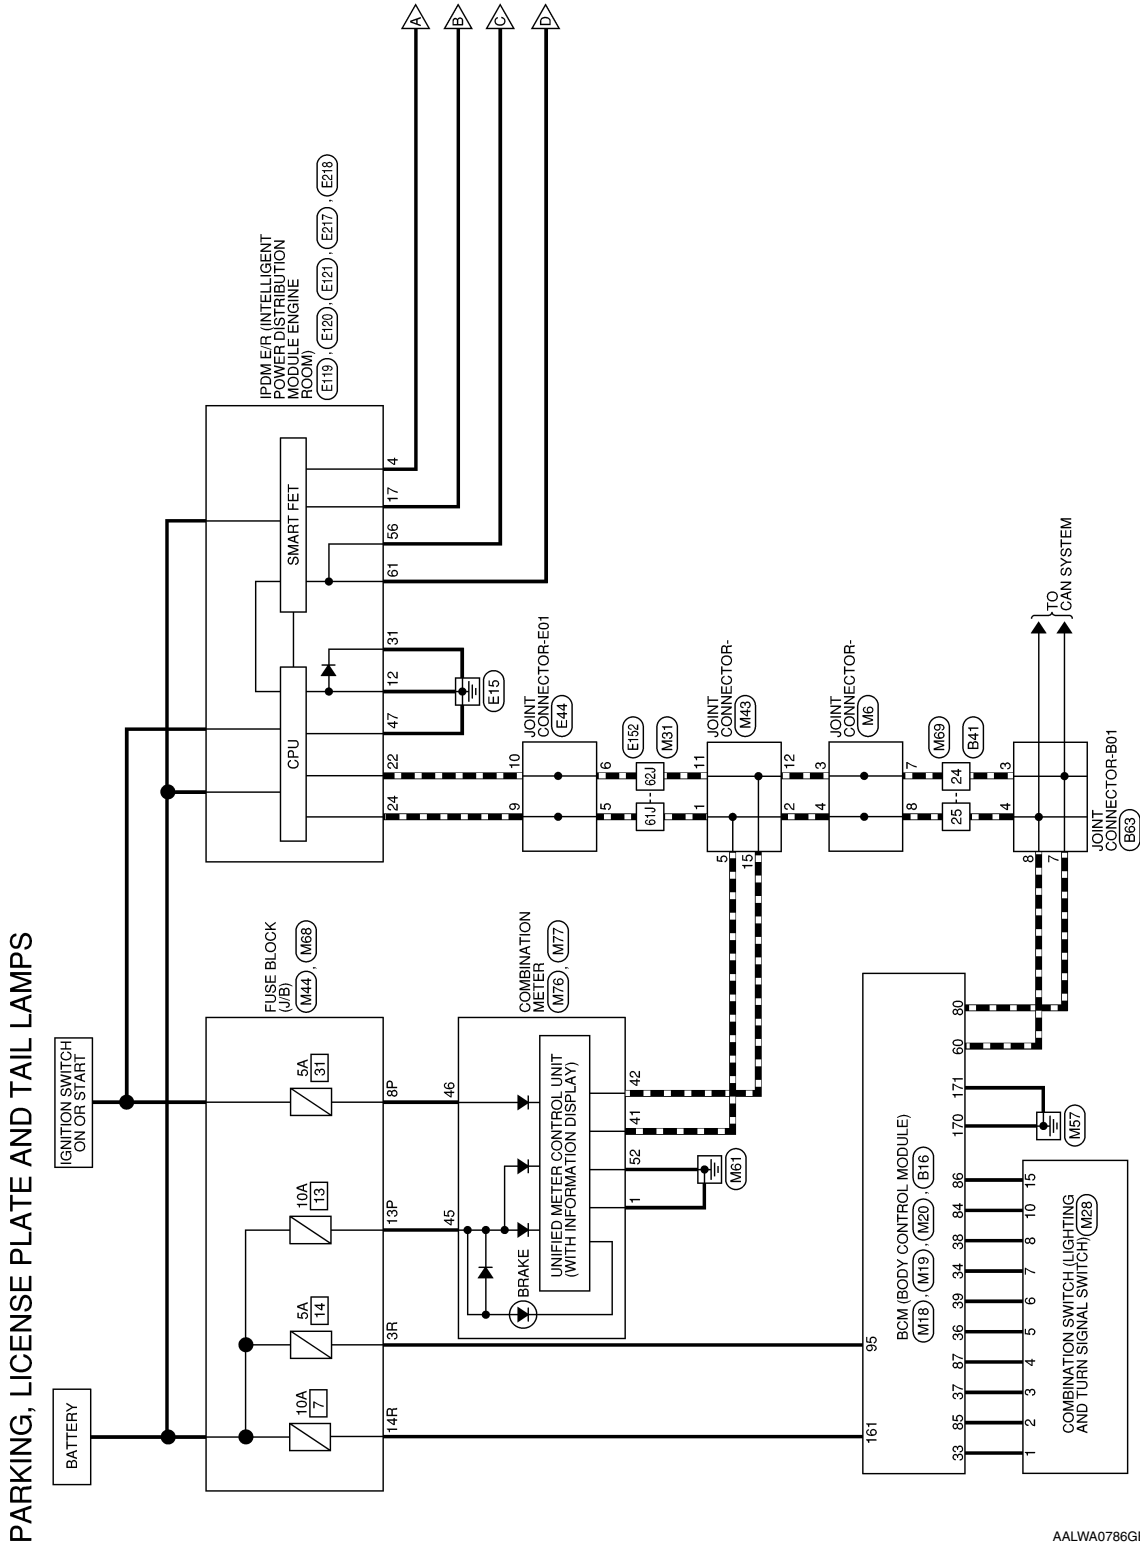 PARKING, LICENSE PLATE AND TAIL LAMPS
BATTERY
IGNITION SWITCH
ON OR START
FUSE BLOCK
(J/B)
M44 , M68
10A
7
5A
14
10A
13
5A
31
14R
3R
13P
8P
IPDM E/R (INTELLIGENT
POWER DISTRIBUTION
MODULE ENGINE
ROOM)
E119 , E120 , E121 , E217 , E218
CPU
SMART FET
24
22
47
12
31
61
56
17
4
A
B
C
D
E15
COMBINATION
METER
M76 , M77
45
46
BRAKE
UNIFIED METER CONTROL UNIT
(WITH INFORMATION DISPLAY)
1
52
41
42
M61
JOINT
CONNECTOR-E01
E44
9
10
5
6
E152
M31
61J
62J
JOINT
CONNECTOR-
M43
1
11
5
15
2
12
JOINT
CONNECTOR-
M6
4
3
8
7
M69
B41
25
24
4
3
8
7
JOINT
CONNECTOR-B01
B63
TO
CAN SYSTEM
BCM (BODY CONTROL MODULE)
M18 , M19 , M20 , B16
161
95
33
85
37
87
36
39
34
38
84
86
170
171
60
80
M57
1
2
3
4
5
6
7
8
10
15
COMBINATION SWITCH (LIGHTING
AND TURN SIGNAL SWITCH)
M28
AALWA0786GI